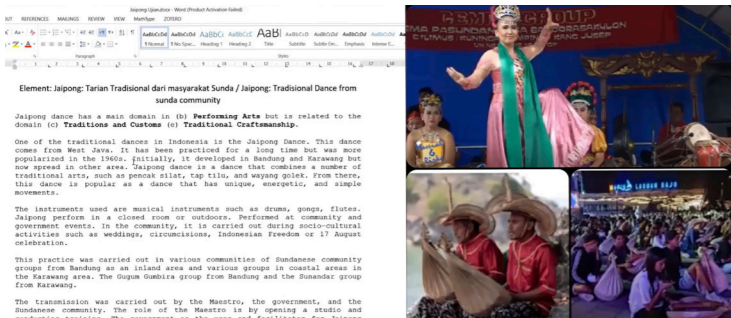 Jaipong Ujian.docx - Word (Product Activation Failed)
REFERENCES MAILINGS REVIEW VIEW MathType ZOTERO
AaBbCcDd AaBbCcDd AaBbCc AaBbCcC AaBl AaBbCcC AaBbCcDd AaBbCcDd AaBbCcDd
¶ Normal ¶ No Spac... Heading 1 Heading 2 Title Subtitle Subtle Em... Emphasis Intense E...
Paragraph Styles
Element: Jaipong: Tarian Tradisional dari masyarakat Sunda / Jaipong: Tradisional Dance from
sunda community
Jaipong dance has a main domain in (b) Performing Arts but is related to the
domain (c) Traditions and Customs (e) Traditional Craftsmanship.
One of the traditional dances in Indonesia is the Jaipong Dance. This dance
comes from West Java. It has been practiced for a long time but was more
popularized in the 1960s. Initially, it developed in Bandung and Karawang but
now spread in other area. Jaipong dance is a dance that combines a number of
traditional arts, such as pencak silat, tap tilu, and wayang golek. From there,
this dance is popular as a dance that has unique, energetic, and simple
movements.
The instruments used are musical instruments such as drums, gongs, flutes.
Jaipong perform in a closed room or outdoors. Performed at community and
government events. In the community, it is carried out during socio-cultural
activities such as weddings, circumcisions, Indonesian Freedom or 17 August
celebration.
This practice was carried out in various communities of Sundanese community
groups from Bandung as an inland area and various groups in coastal areas in
the Karawang area. The Gugum Gumbira group from Bandung and the Sunandar group
from Karawang.
The transmission was carried out by the Maestro, the government, and the
Sundanese community. The role of the Maestro is by opening a studio and
GROUP
PASUNDAN
LABUAN BAJO
6